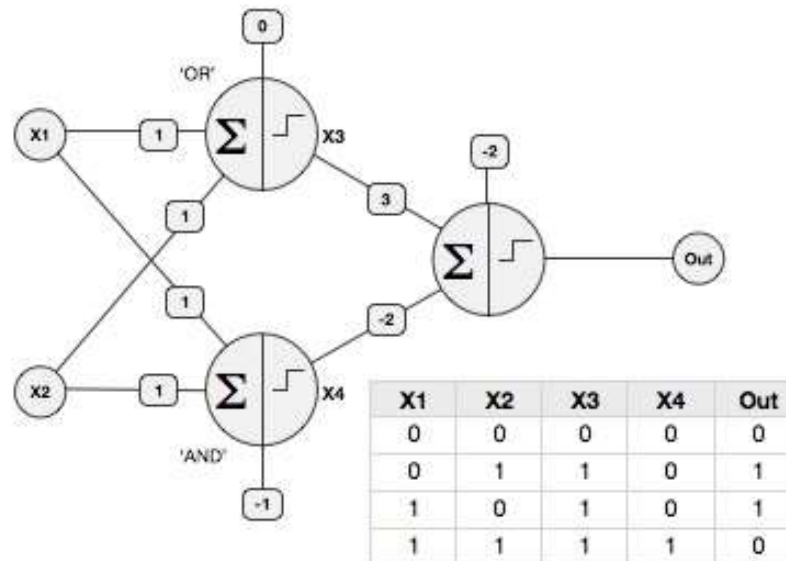 0
'OR'
X1
1
Σ
X3
-2
1
3
Σ
Out
1
-2
X2
1
Σ
X4
'AND'
-1
X1 X2 X3 X4 Out
0 0 0 0 0
0 1 1 0 1
1 0 1 0 1
1 1 1 1 0